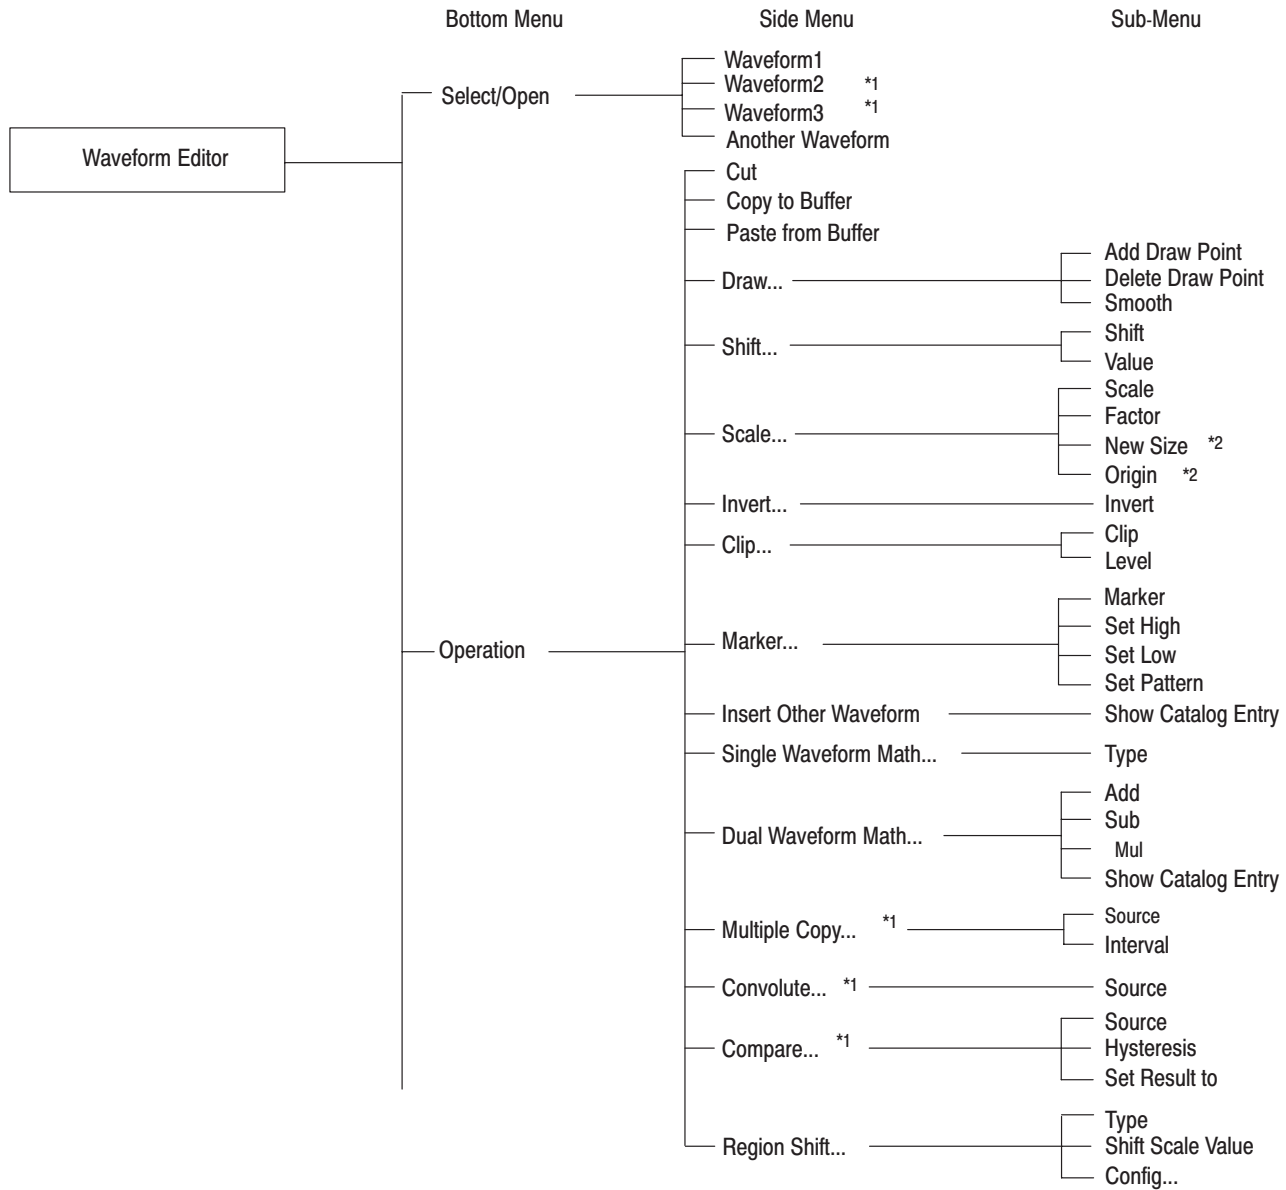 Bottom Menu Side Menu Sub-Menu
Waveform Editor
Select/Open
Waveform1
Waveform2 *1
Waveform3 *1
Another Waveform
Operation
Cut
Copy to Buffer
Paste from Buffer
Draw...
Add Draw Point
Delete Draw Point
Smooth
Shift...
Shift
Value
Scale...
Scale
Factor
New Size *2
Origin *2
Invert...
Invert
Clip...
Clip
Level
Marker...
Marker
Set High
Set Low
Set Pattern
Insert Other Waveform
Show Catalog Entry
Single Waveform Math...
Type
Dual Waveform Math...
Add
Sub
Mul
Show Catalog Entry
Multiple Copy... *1
Source
Interval
Convolute... *1
Source
Compare... *1
Source
Hysteresis
Set Result to
Region Shift...
Type
Shift Scale Value
Config...